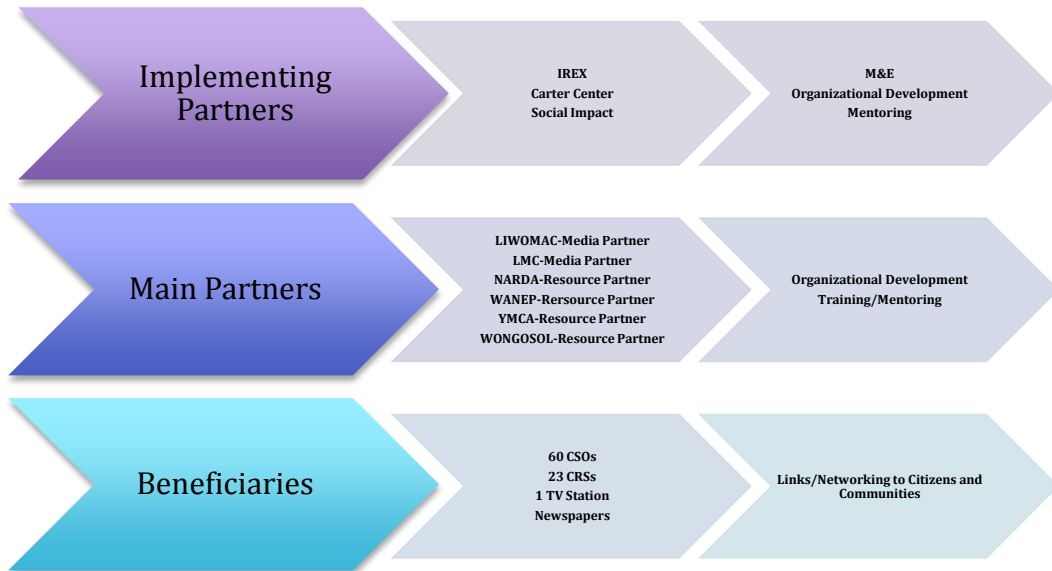 Implementing
Partners
IREX
Carter Center
Social Impact
M&E
Organizational Development
Mentoring
Main Partners
LIWOMAC-Media Partner
LMC-Media Partner
NARDA-Resource Partner
WANEP-Rersource Partner
YMCA-Resource Partner
WONGOSOL-Resource Partner
Organizational Development
Training/Mentoring
Beneficiaries
60 CSOs
23 CRSs
1 TV Station
Newspapers
Links/Networking to Citizens and
Communities